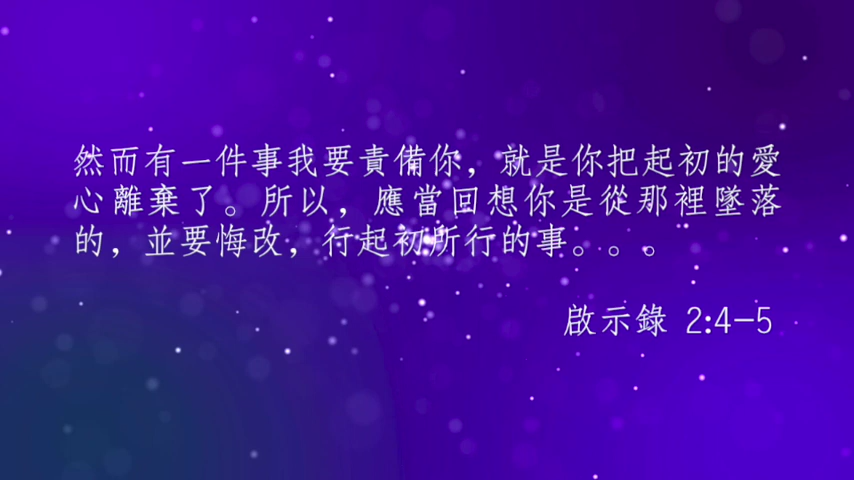 然而有一件事我要責備你，就是你把起初的愛
心離棄了。所以，應當回想你是從那裡墜落
的，並要悔改，行起初所行的事。。。
啟示錄 2:4-5